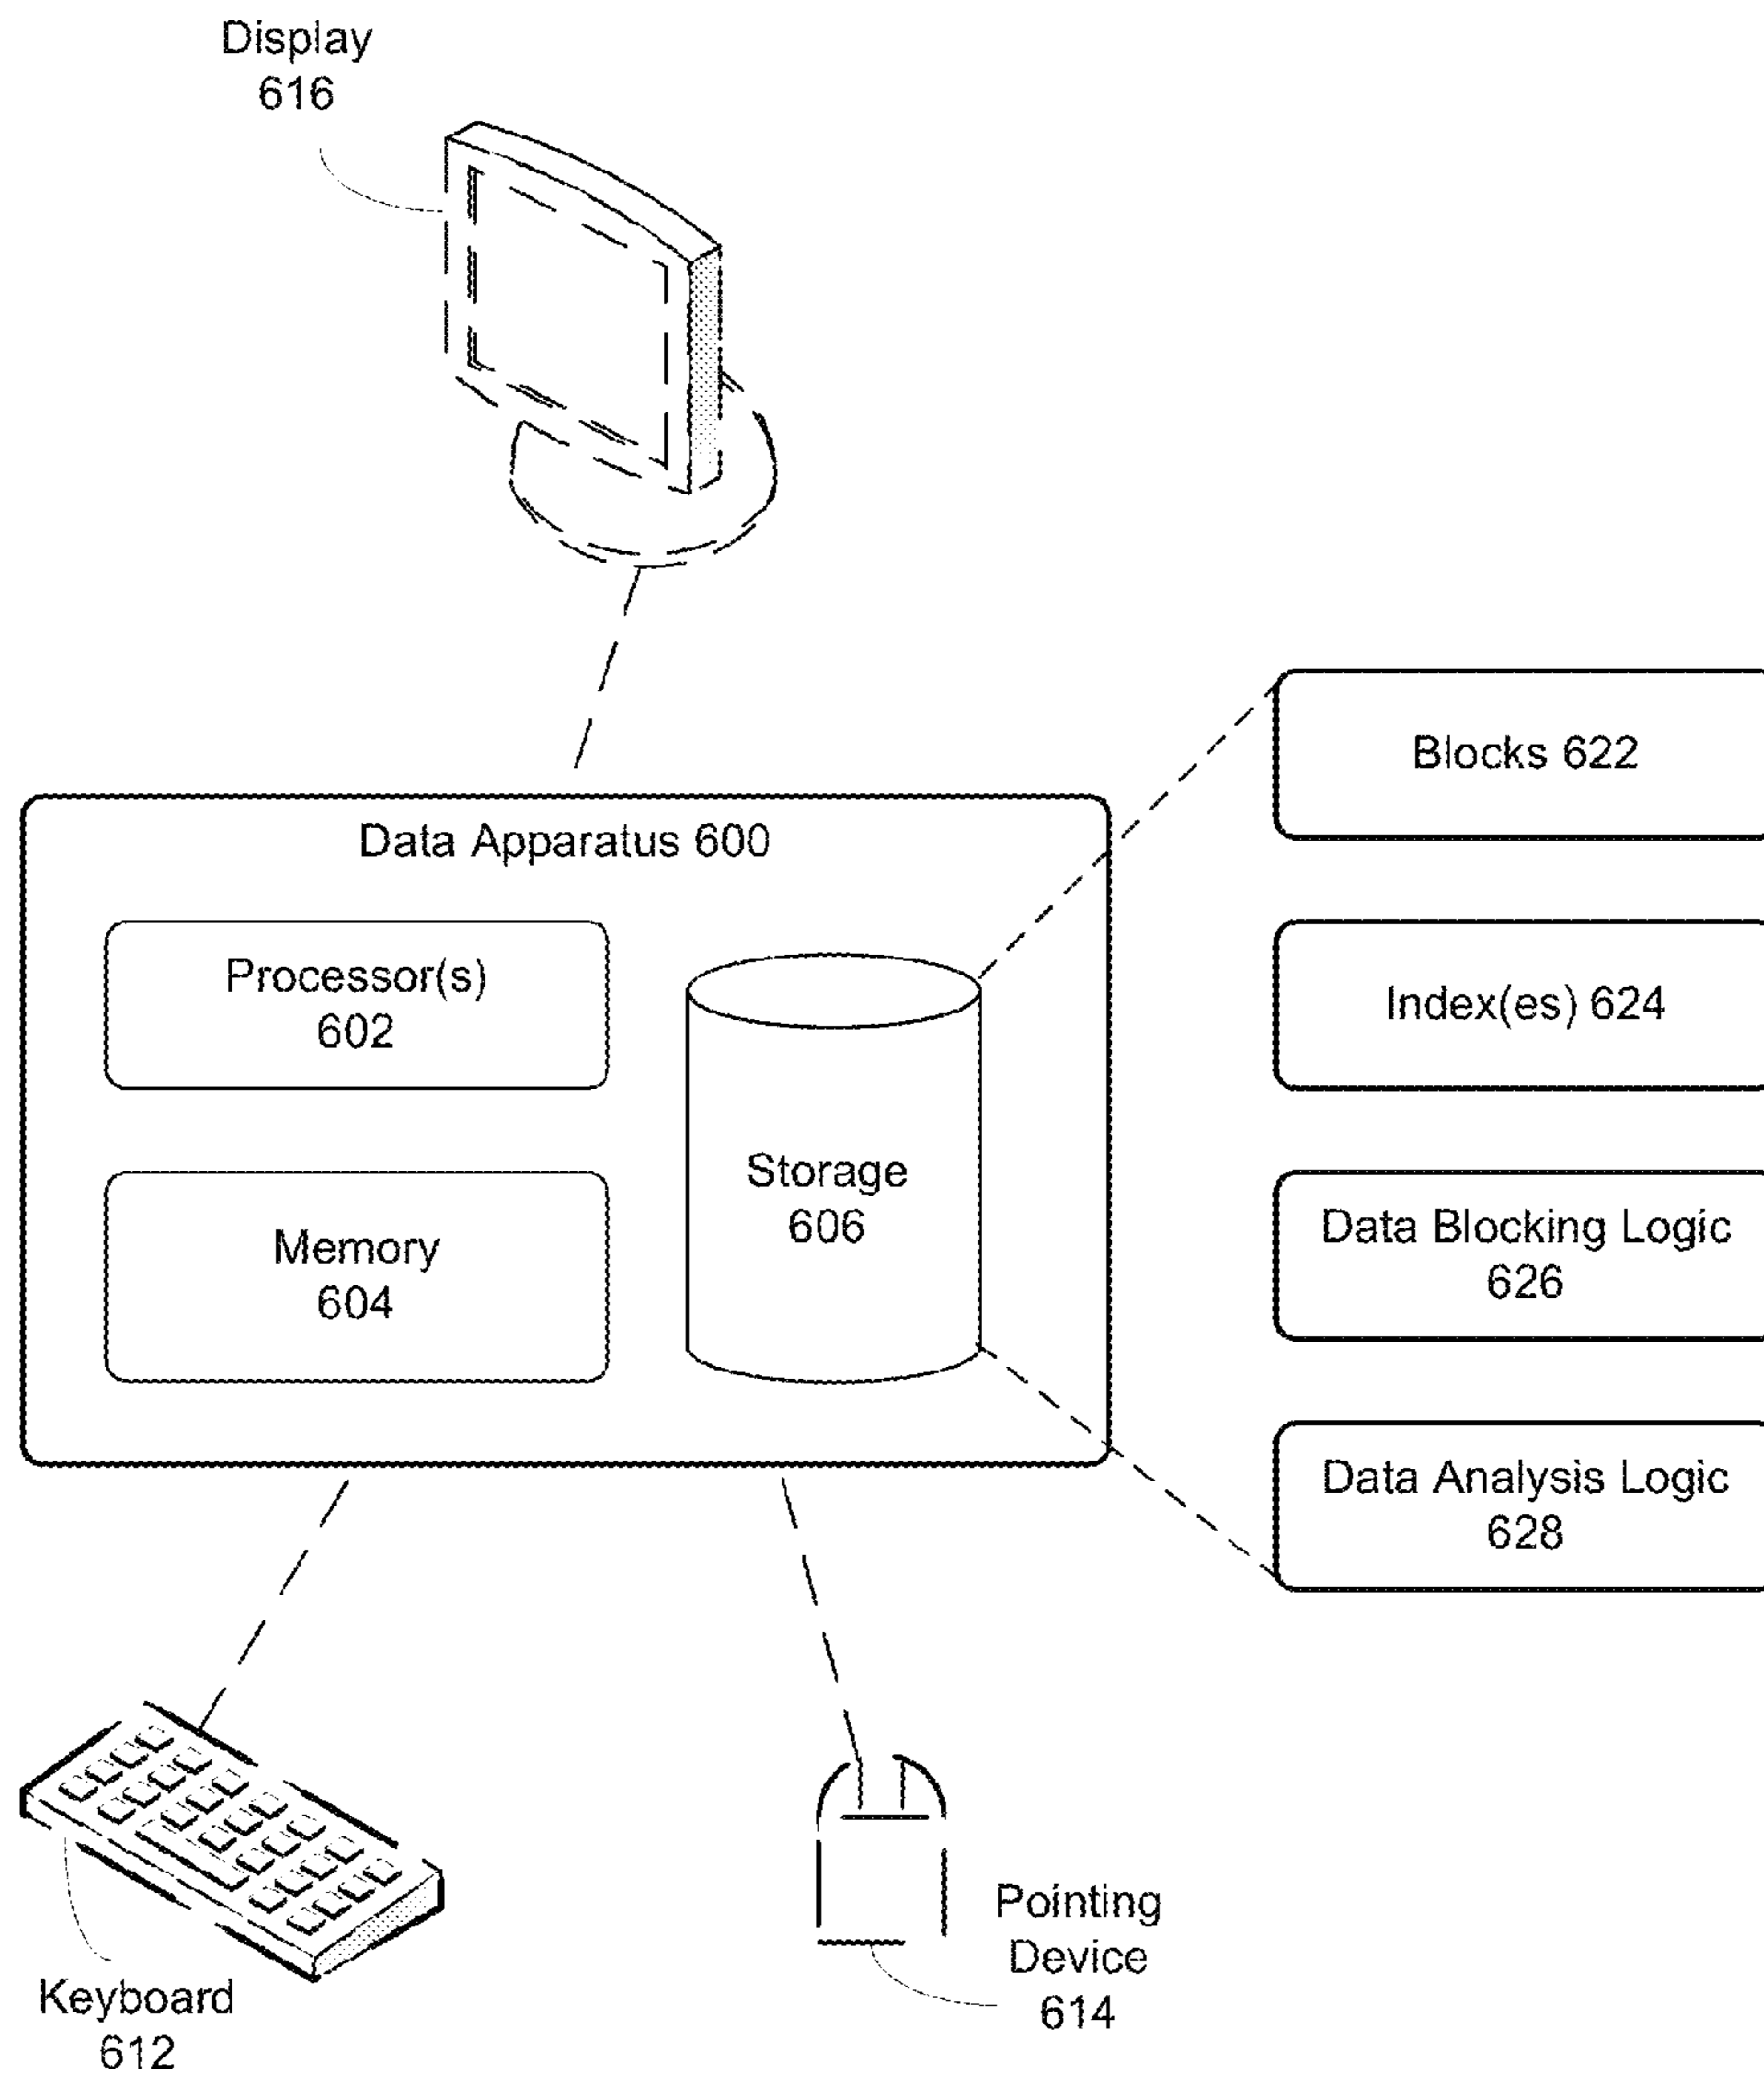 Display
616
Blocks 622
Data Apparatus 600
Processor(s)
602
Index(es) 624
Storage
606
Memory
604
Data Blocking Logic
626
Data Analysis Logic
628
Keyboard
612
Pointing
Device
614